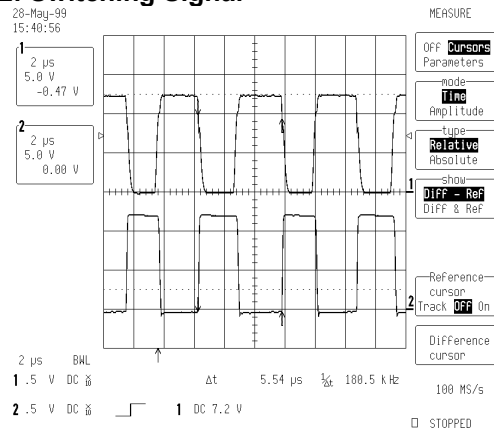 28-May-99
15:40:56
MEASURE
1
2 µs
5.0 V
-0.47 V
2
2 µs
5.0 V
0.00 V
Off Cursors
Parameters
mode
Time
Amplitude
type
Relative
Absolute
show
Diff - Ref
Diff & Ref
1
Reference
cursor
Track Off On
2
Difference
cursor
2 µs BWL
1 .5 V DC
Δt 5.54 µs 1/Δt 180.5 kHz
2 .5 V DC
1 DC 7.2 V
100 MS/s
STOPPED